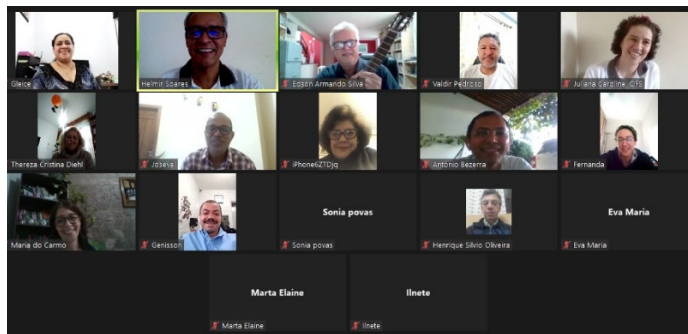 Gleice
Helmir Soares
Edson Armando Silva
Valdir Pedroso
Juliana Caroline -CFS
Thereza Cristina Diehl
Joseva
iPhone6ZTDjq
Antônio Bezerra
Fernanda
Maria do Carmo
Genisson
Sonia povas
Sonia povas
Henrique Silvio Oliveira
Eva Maria
Eva Maria
Marta Elaine
Marta Elaine
Ilnete
Ilnete